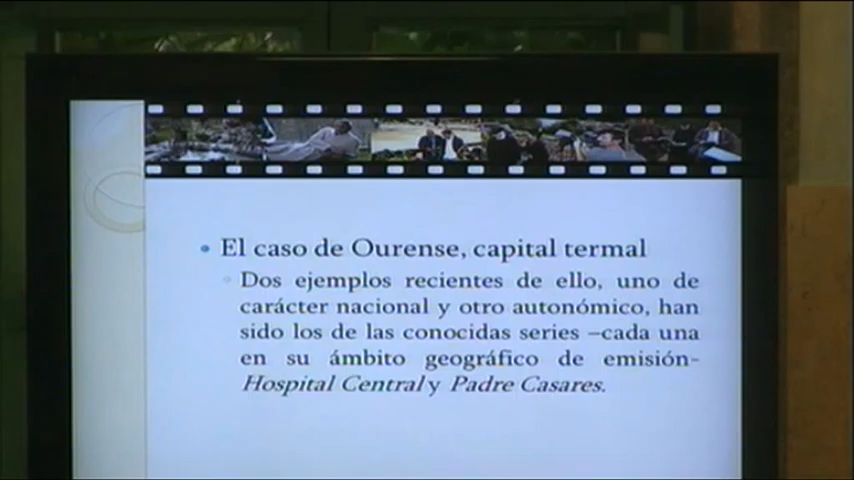 El caso de Ourense, capital termal
Dos ejemplos recientes de ello, uno de
carácter nacional y otro autonómico, han
sido los de las conocidas series –cada una
en su ámbito geográfico de emisión-
Hospital Central y Padre Casares.